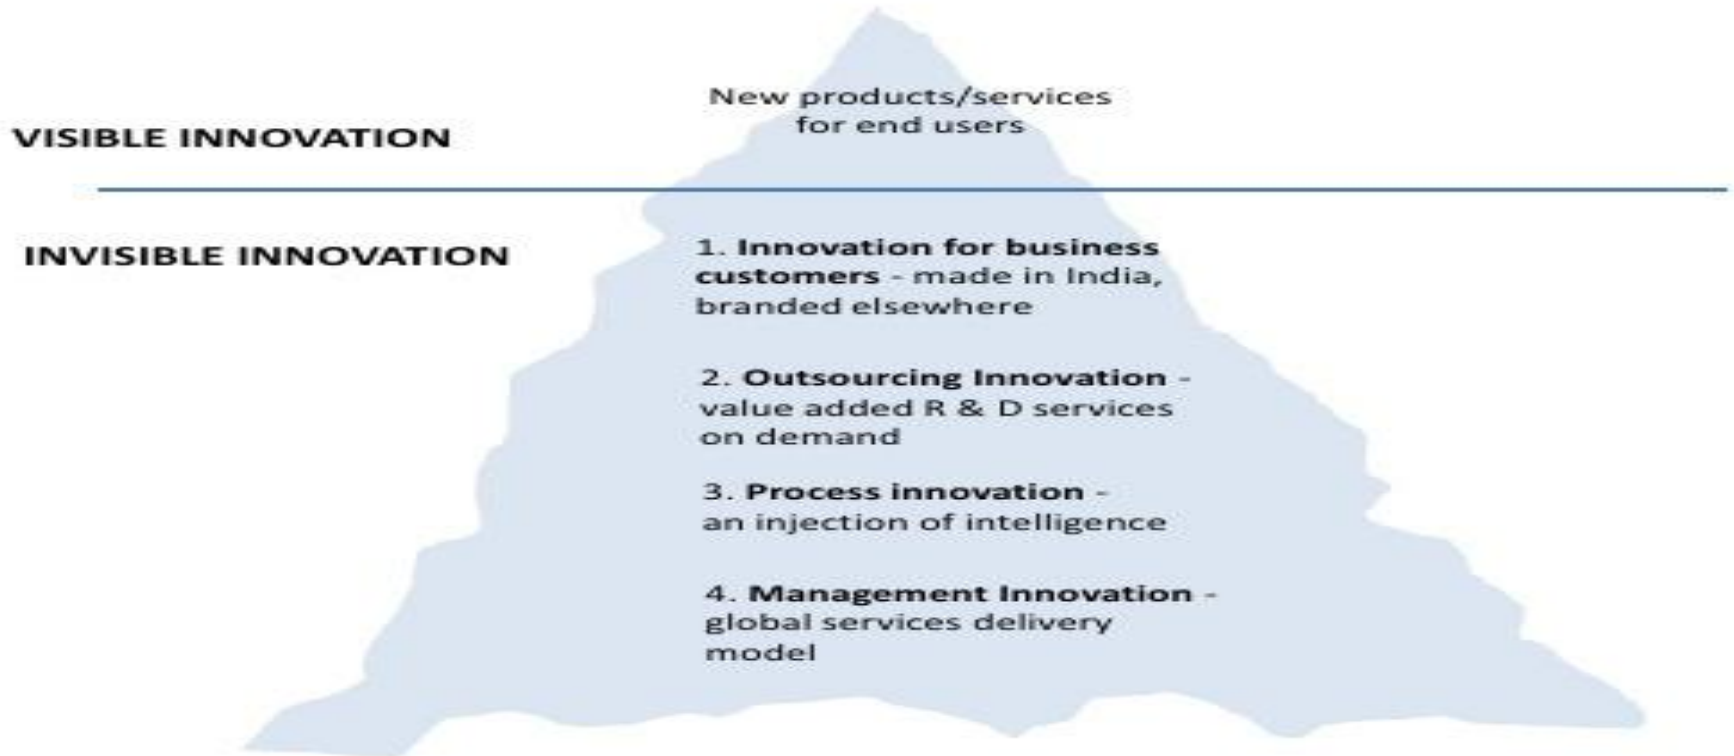 New products/services
for end users
VISIBLE INNOVATION
INVISIBLE INNOVATION
1. Innovation for business
customers - made in India,
branded elsewhere
2. Outsourcing Innovation -
value added R & D services
on demand
3. Process innovation -
an injection of intelligence
4. Management Innovation -
global services delivery
model